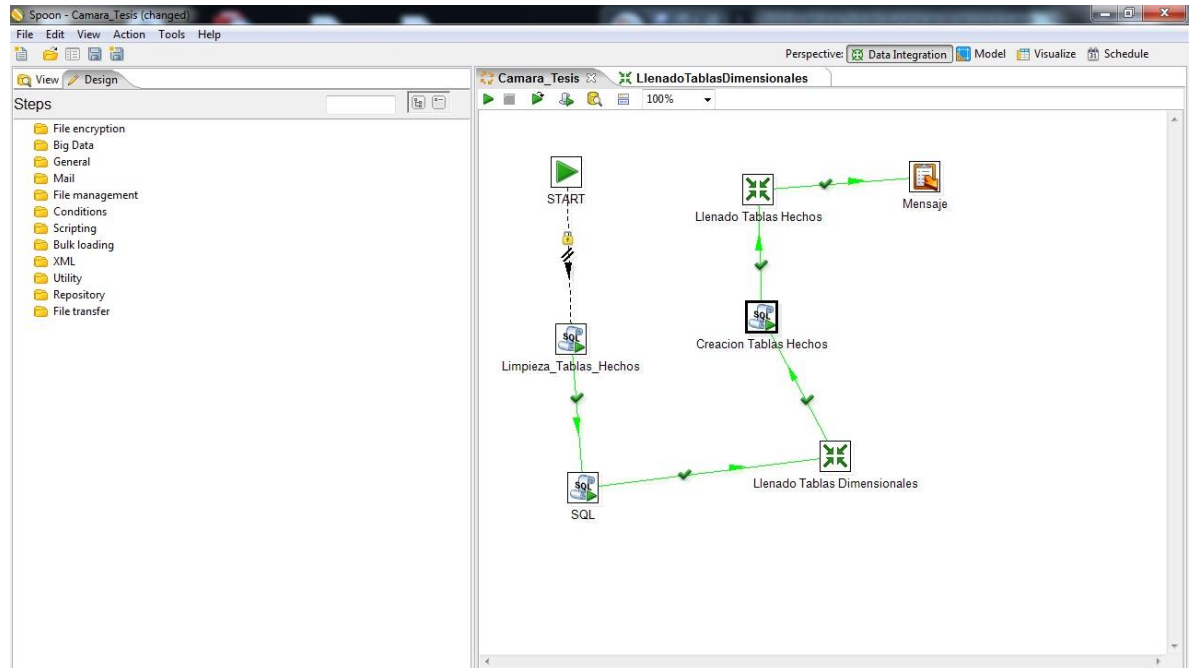 Spoon - Camara_Tesis (changed)
File Edit View Action Tools Help
Perspective: Data Integration Model Visualize Schedule
View Design
Steps
File encryption
Big Data
General
Mail
File management
Conditions
Scripting
Bulk loading
XML
Utility
Repository
File transfer
Camara_Tesis LlenadoTablasDimensionales
100%
START
Llenado Tablas Hechos
Mensaje
SQL
Limpieza_Tablas_Hechos
SQL
Creacion Tablas Hechos
SQL
SQL
Llenado Tablas Dimensionales